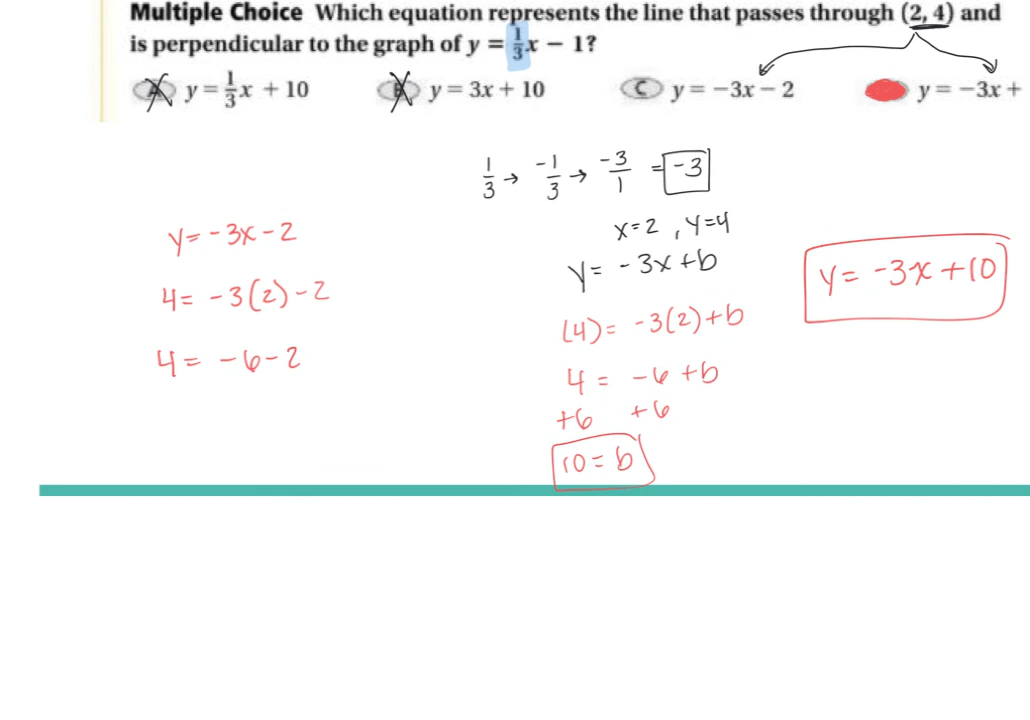 Multiple Choice Which equation represents the line that passes through (2, 4) and
is perpendicular to the graph of y = 1/3x − 1?
A y = 1/3x + 10
B y = 3x + 10
C y = −3x − 2
y = −3x +
1/3 → -1/3 → -3/1 = -3
x=2, y=4
y = -3x+b
(4) = -3(2)+b
4 = -6 +b
+6 +6
10 = b
y = -3x - 2
4 = -3(2)-2
4 = -6-2
y = -3x +10